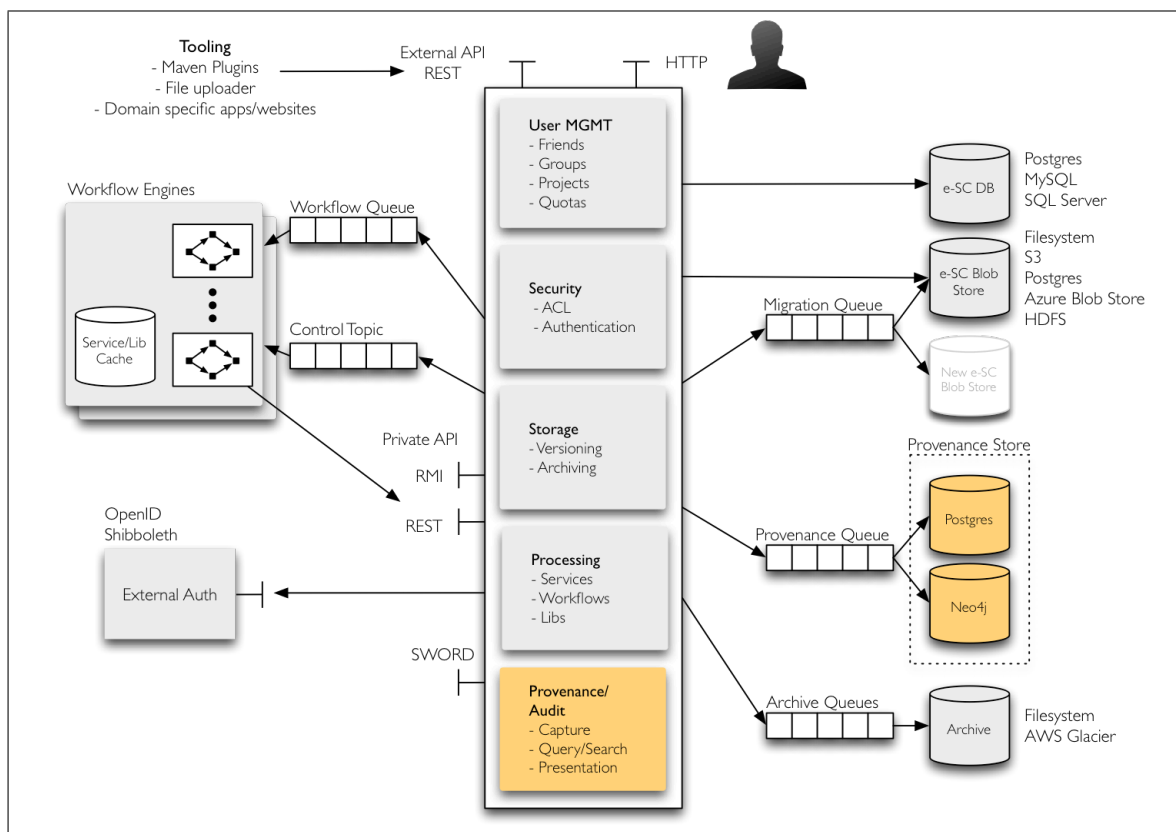 Tooling
- Maven Plugins
- File uploader
- Domain specific apps/websites
External API
REST
HTTP
User MGMT
- Friends
- Groups
- Projects
- Quotas
Security
- ACL
- Authentication
Storage
- Versioning
- Archiving
Processing
- Services
- Workflows
- Libs
Provenance/
Audit
- Capture
- Query/Search
- Presentation
Workflow Engines
Service/Lib
Cache
Workflow Queue
Control Topic
Private API
RMI
REST
OpenID
Shibboleth
External Auth
SWORD
e-SC DB
Postgres
MySQL
SQL Server
e-SC Blob
Store
Filesystem
S3
Postgres
Azure Blob Store
HDFS
Migration Queue
New e-SC
Blob Store
Provenance Store
Provenance Queue
Postgres
Neo4j
Archive Queues
Archive
Filesystem
AWS Glacier